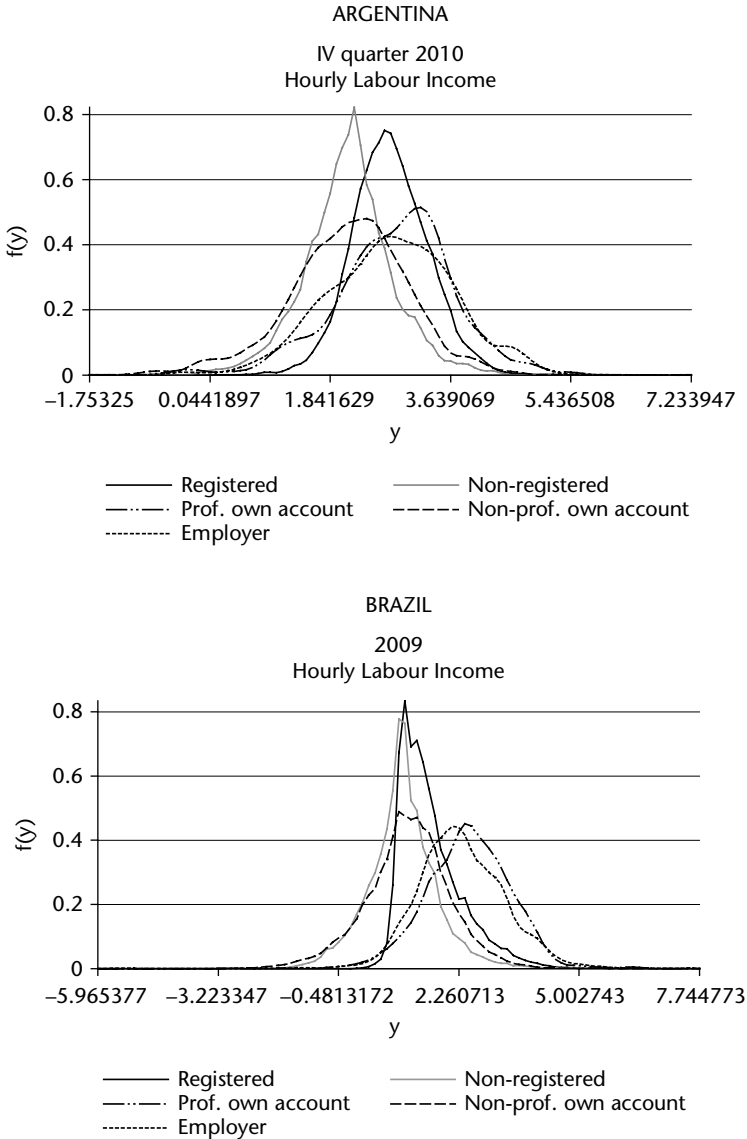 ARGENTINA
IV quarter 2010
Hourly Labour Income
0.8
0.6
0.4
0.2
0
f(y)
−1.75325 0.0441897 1.841629 3.639069 5.436508 7.233947
y
Registered Non-registered
Prof. own account Non-prof. own account
Employer
BRAZIL
2009
Hourly Labour Income
0.8
0.6
0.4
0.2
0
f(y)
−5.965377 −3.223347 −0.4813172 2.260713 5.002743 7.744773
y
Registered Non-registered
Prof. own account Non-prof. own account
Employer